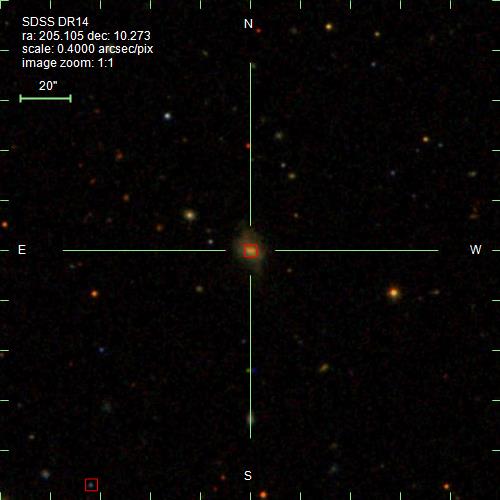 SDSS DR14
ra: 205.105 dec: 10.273
scale: 0.4000 arcsec/pix
image zoom: 1:1
20"
N
E
W
S